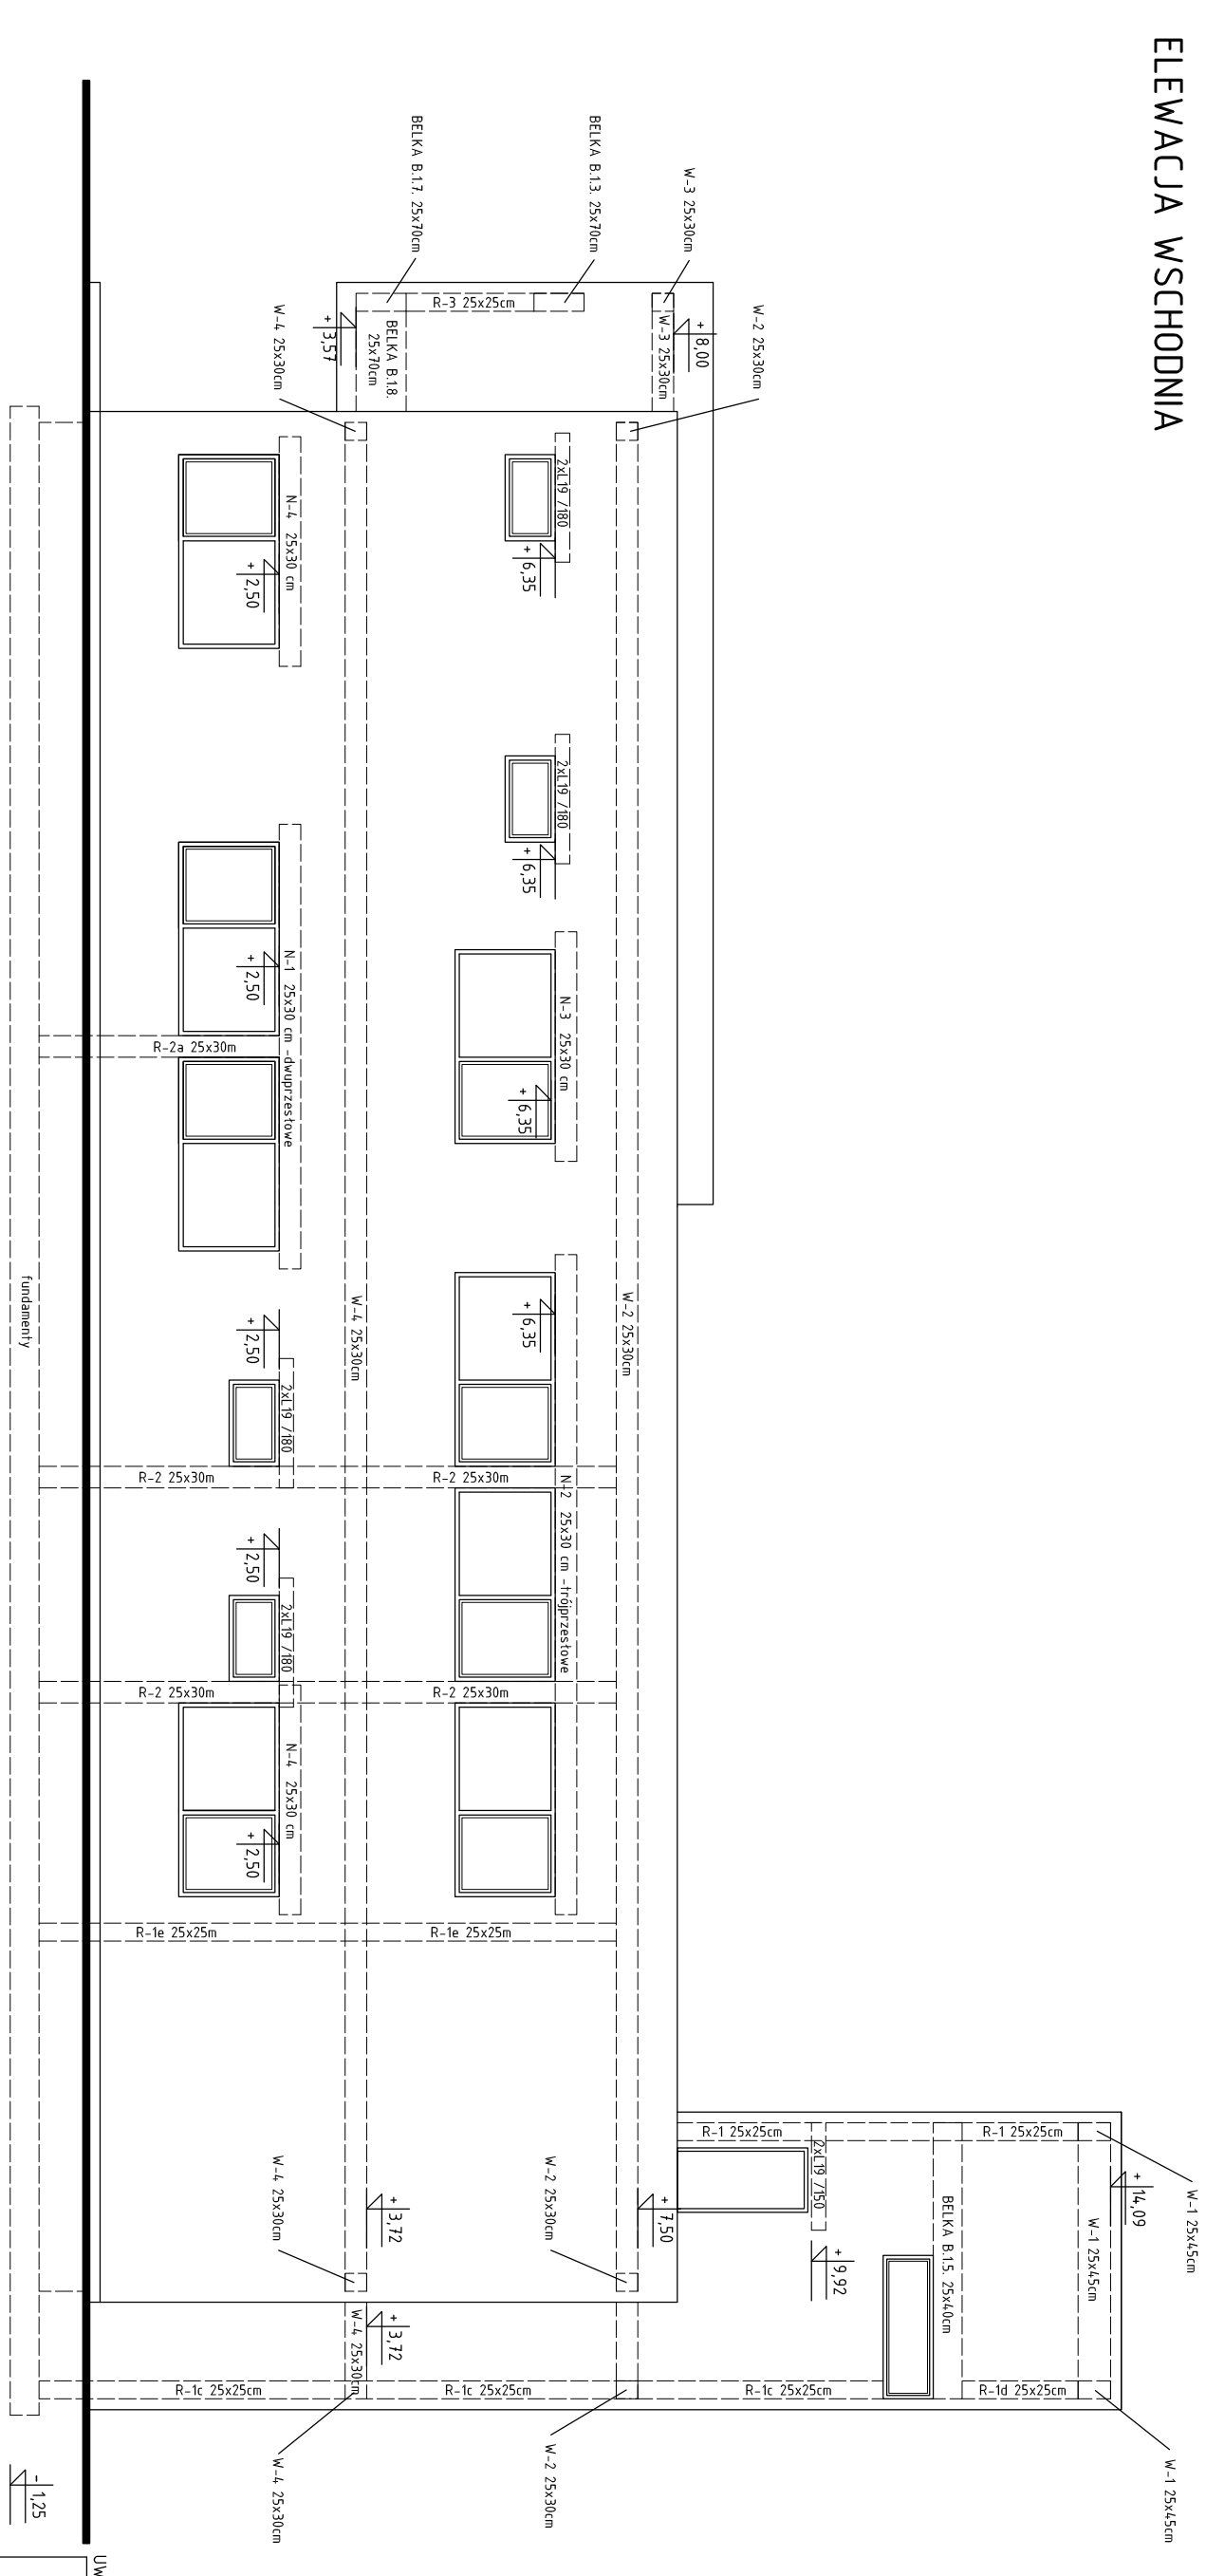 ELEWACJA WSCHODNIA
W-1 25x45cm
W-1 25x45cm
+ 14,09
W-1 25x45cm
R-1 25x25cm
R-1 25x25cm
R-1d 25x25cm
BELKA B.1.5. 25x40cm
2xL19 /150
+ 9,92
R-1c 25x25cm
W-2 25x30cm
W-3 25x30cm
+ 8,00
W-3 25x30cm
+ 7,50
BELKA B.1.3. 25x70cm
W-2 25x30cm
2xL19 /180
+ 6,35
2xL19 /180
+ 6,35
N-3 25x30 cm
+ 6,35
N-2 25x30 cm -trójprzesłowe
+ 6,35
W-2 25x30cm
W-2 25x30cm
R-3 25x25cm
R-2 25x30m
R-2 25x30m
R-1e 25x25m
R-1c 25x25cm
BELKA B.1.7. 25x70cm
BELKA B.1.8.
25x70cm
+ 3,57
+ 3,72
+ 3,72
W-4 25x30cm
W-4 25x30cm
W-4 25x30cm
W-4 25x30cm
W-4 25x30cm
N-4 25x30 cm
+ 2,50
N-1 25x30 cm -dwuprzesłowe
+ 2,50
2xL19 /180
+ 2,50
2xL19 /180
+ 2,50
N-4 25x30 cm
+ 2,50
R-2a 25x30m
R-2 25x30m
R-2 25x30m
R-1e 25x25m
R-1c 25x25cm
fundamenty
- 1,25
UW